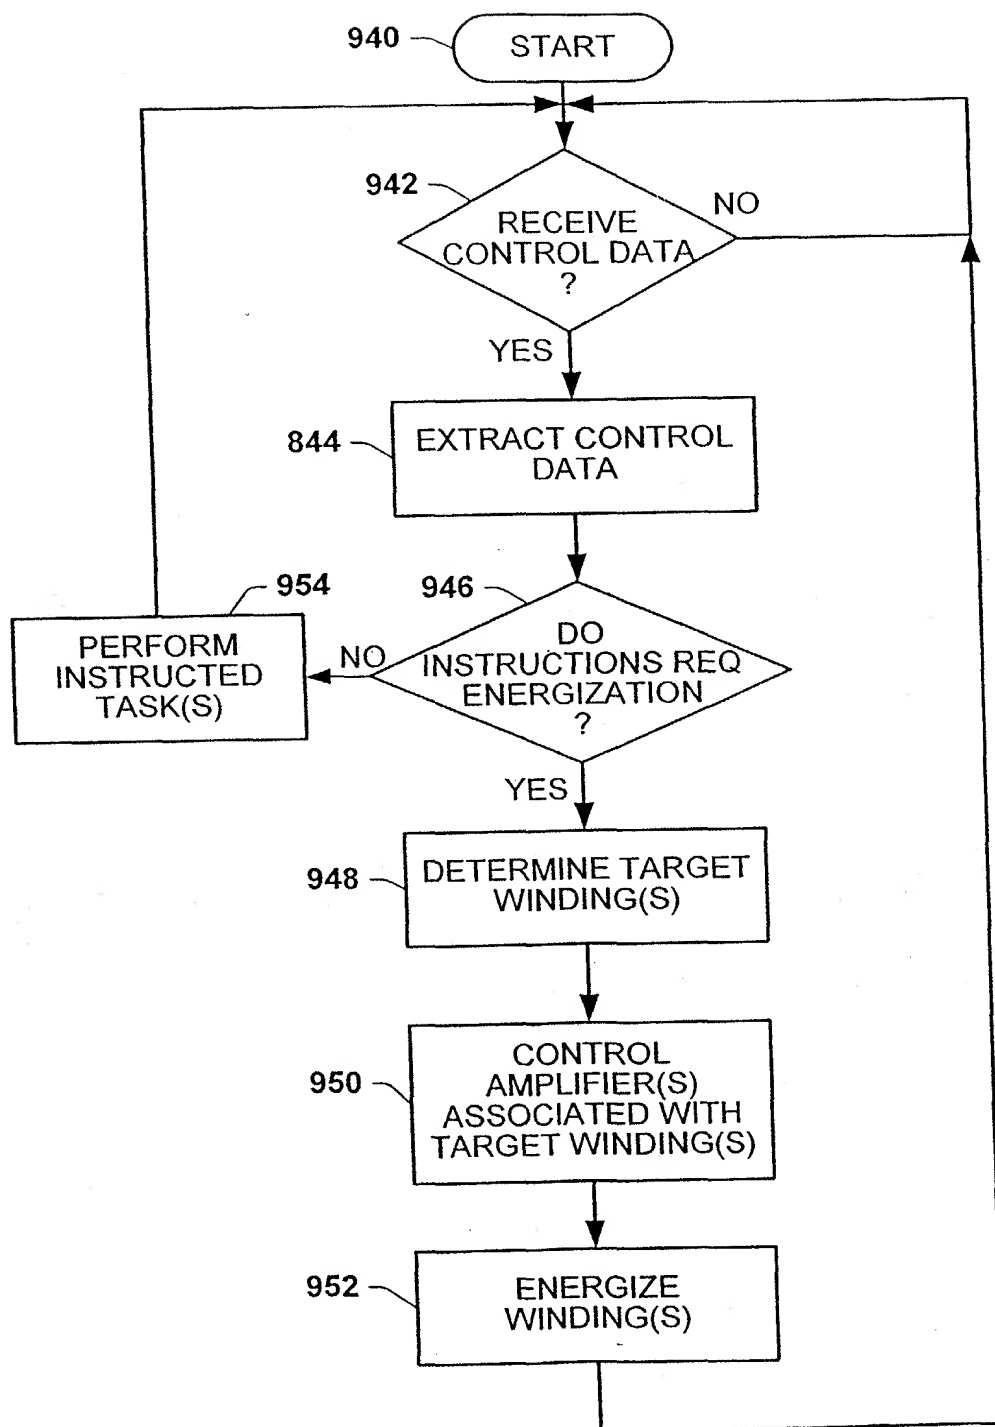 940
START
942
RECEIVE
CONTROL DATA
?
NO
YES
844
EXTRACT CONTROL
DATA
954
PERFORM
INSTRUCTED
TASK(S)
946
DO
INSTRUCTIONS REQ
ENERGIZATION
?
NO
YES
948
DETERMINE TARGET
WINDING(S)
950
CONTROL
AMPLIFIER(S)
ASSOCIATED WITH
TARGET WINDING(S)
952
ENERGIZE
WINDING(S)